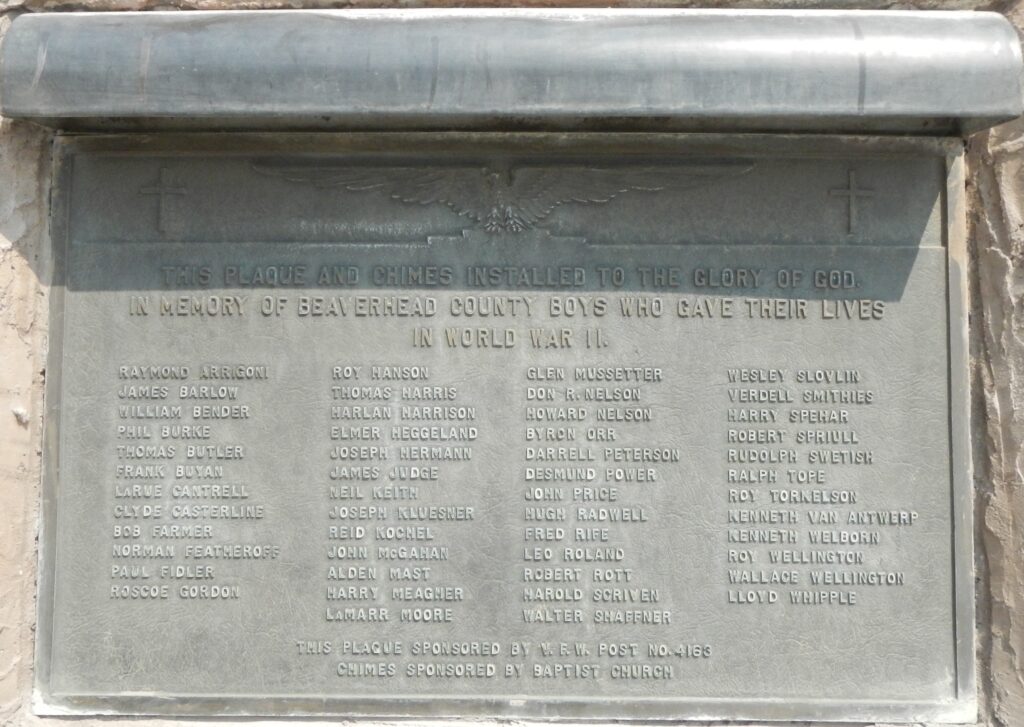 THIS PLAQUE AND CHIMES INSTALLED TO THE GLORY OF GOD.
IN MEMORY OF BEAVERHEAD COUNTY BOYS WHO GAVE THEIR LIVES
IN WORLD WAR II.
RAYMOND ARRIGONI
JAMES BARLOW
WILLIAM BENDER
PHIL BURKE
THOMAS BUTLER
FRANK BUYAN
LARUE CANTRELL
CLYDE CASTERLINE
BOB FARMER
NORMAN FEATHEROFF
PAUL FIDLER
ROSCOE GORDON
ROY HANSON
THOMAS HARRIS
HARLAN HARRISON
ELMER HEGGELAND
JOSEPH HERMANN
JAMES JUDGE
NEIL KEITH
JOSEPH KLUESNER
REID KOCHEL
JOHN McGAHAN
ALDEN MAST
HARRY MEAGHER
LAMARR MOORE
GLEN MUSSETTER
DON R. NELSON
HOWARD NELSON
BYRON ORR
DARRELL PETERSON
DESMUND POWER
JOHN PRICE
HUGH RADWELL
FRED RIFE
LEO ROLAND
ROBERT ROTT
HAROLD SCRIVEN
WALTER SHAFFNER
WESLEY SLOVLIN
VERDELL SMITHIES
HARRY SPEHAR
ROBERT SPRIULL
RUDOLPH SWETISH
RALPH TOPE
ROY TORKELSON
KENNETH VAN ANTWERP
KENNETH WELBORN
ROY WELLINGTON
WALLACE WELLINGTON
LLOYD WHIPPLE
THIS PLAQUE SPONSORED BY V.F.W. POST NO. 4163
CHIMES SPONSORED BY BAPTIST CHURCH